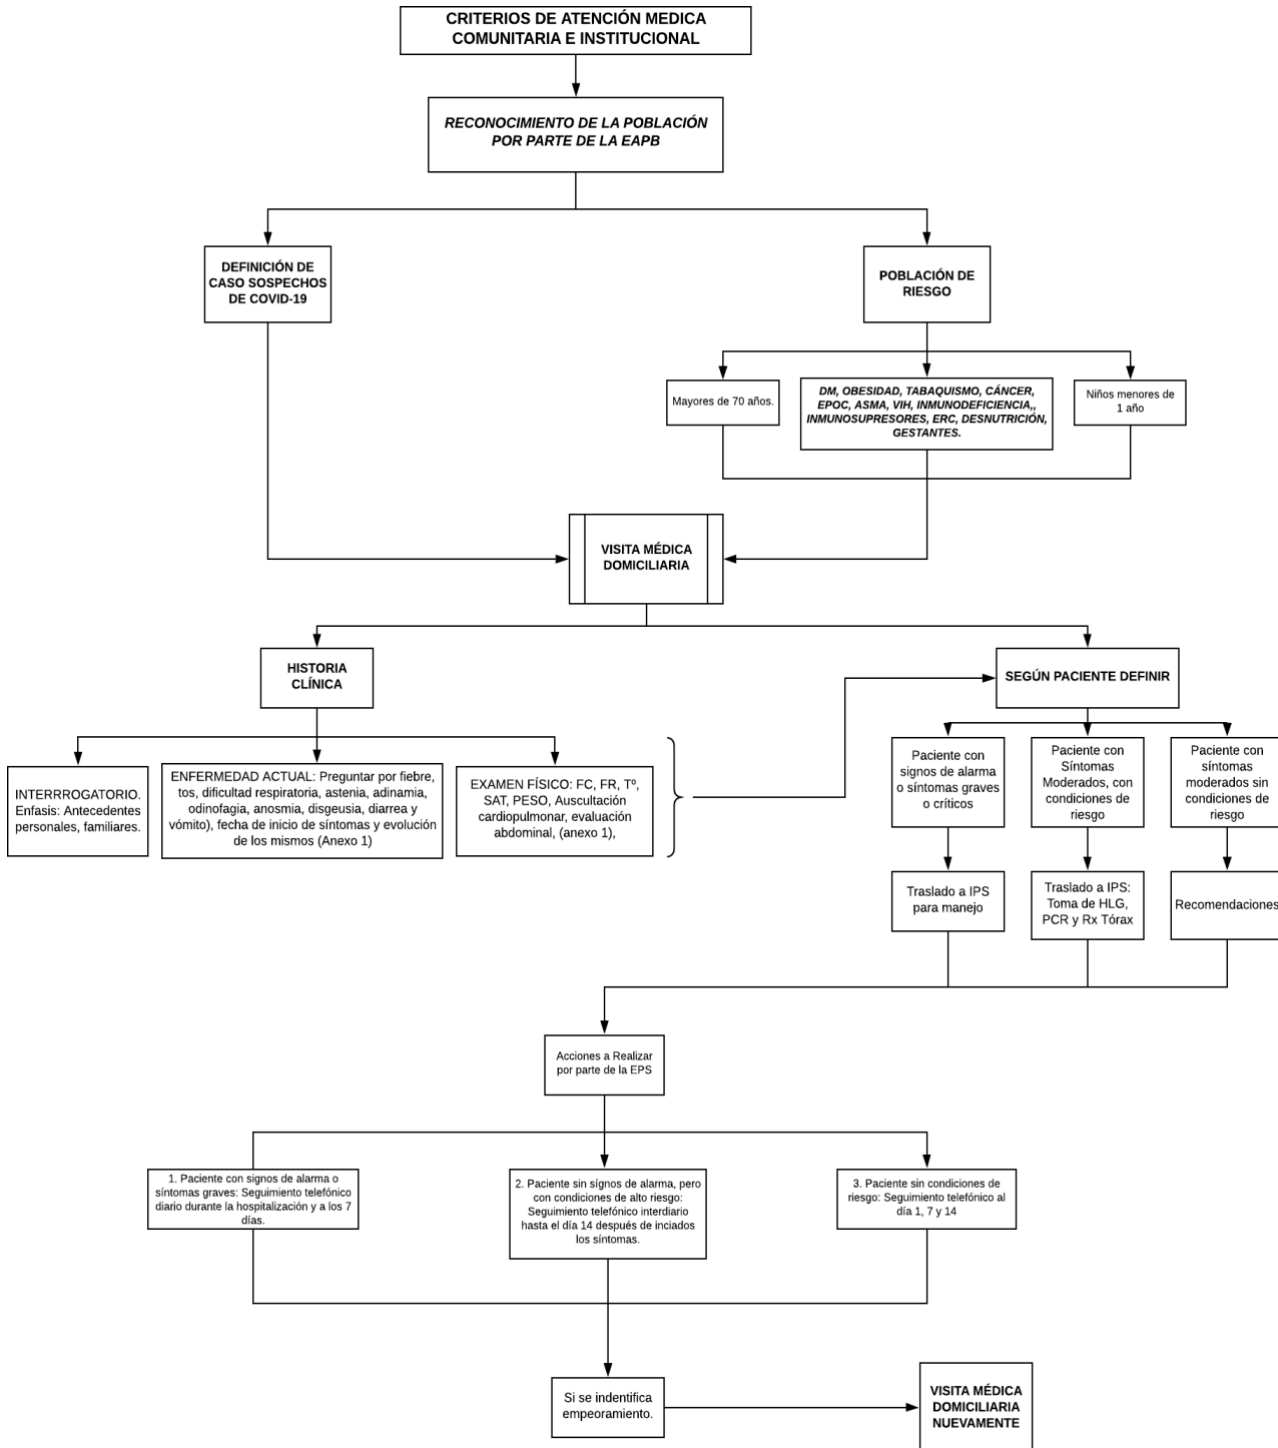 CRITERIOS DE ATENCIÓN MEDICA
COMUNITARIA E INSTITUCIONAL
RECONOCIMIENTO DE LA POBLACIÓN
POR PARTE DE LA EAPB
DEFINICIÓN DE
CASO SOSPECHOS
DE COVID-19
POBLACIÓN DE
RIESGO
Mayores de 70 años.
DM, OBESIDAD, TABAQUISMO, CÁNCER,
EPOC, ASMA, VIH, INMUNODEFICIENCIA,,
INMUNOSUPRESORES, ERC, DESNUTRICIÓN,
GESTANTES.
Niños menores de
1 año
VISITA MÉDICA
DOMICILIARIA
HISTORIA
CLÍNICA
SEGÚN PACIENTE DEFINIR
INTERRROGATORIO.
Enfasis: Antecedentes
personales, familiares.
ENFERMEDAD ACTUAL: Preguntar por fiebre,
tos, dificultad respiratoria, astenia, adinamia,
odinofagia, anosmia, disgeusia, diarrea y
vómito), fecha de inicio de síntomas y evolución
de los mismos (Anexo 1)
EXAMEN FÍSICO: FC, FR, Tº,
SAT, PESO, Auscultación
cardiopulmonar, evaluación
abdominal, (anexo 1),
Paciente con
signos de alarma
o síntomas graves
o críticos
Paciente con
Síntomas
Moderados, con
condiciones de
riesgo
Paciente con
síntomas
moderados sin
condiciones de
riesgo
Traslado a IPS
para manejo
Traslado a IPS:
Toma de HLG,
PCR y Rx Tórax
Recomendaciones
Acciones a Realizar
por parte de la EPS
1. Paciente con signos de alarma o
síntomas graves: Seguimiento telefónico
diario durante la hospitalización y a los 7
días.
2. Paciente sin sígnos de alarma, pero
con condiciones de alto riesgo:
Seguimiento telefónico interdiario
hasta el día 14 después de inciados
los síntomas.
3. Paciente sin condiciones de
riesgo: Seguimiento telefónico al
día 1, 7 y 14
Si se indentifica
empeoramiento.
VISITA MÉDICA
DOMICILIARIA
NUEVAMENTE